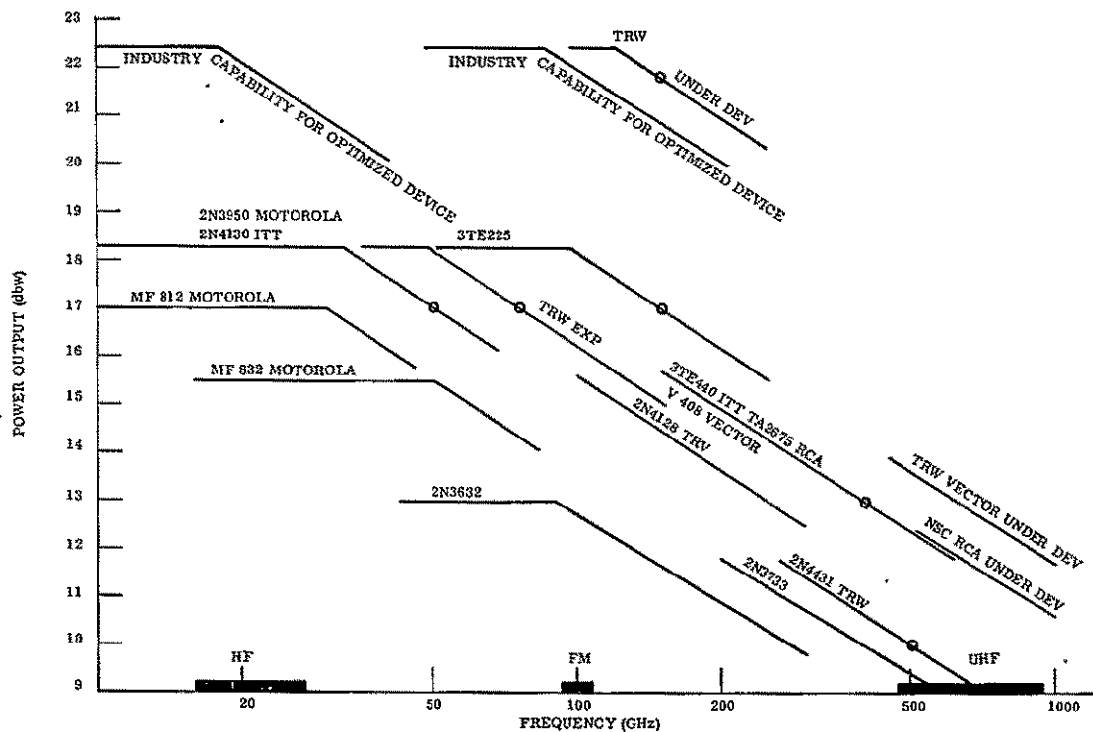 23
22
21
20
19
18
17
16
15
14
13
12
11
10
9
POWER OUTPUT (dbw)
TRW
UNDER DEV
INDUSTRY CAPABILITY FOR OPTIMIZED DEVICE
INDUSTRY CAPABILITY FOR OPTIMIZED DEVICE
2N3950 MOTOROLA
2N4130 ITT
3TE225
MF 812 MOTOROLA
TRW EXP
MF 832 MOTOROLA
3TE440 ITT TA2675 RCA
V 408 VECTOR
2N4128 TRV
2N3632
TRW VECTOR UNDER DEV
NSC RCA UNDER DEV
2N4431 TRW
2N3733
HF
FM
UHF
20
50
100
200
500
1000
FREQUENCY (GHz)